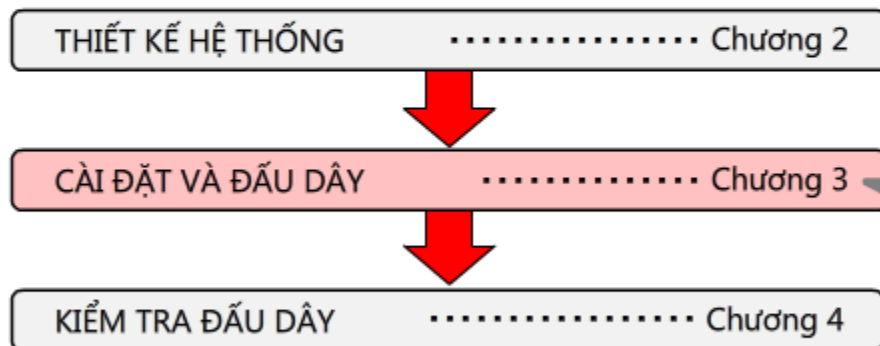 THIẾT KẾ HỆ THỐNG ................ Chương 2
CÀI ĐẶT VÀ ĐẤU DÂY .............. Chương 3
KIỂM TRA ĐẤU DÂY ................. Chương 4